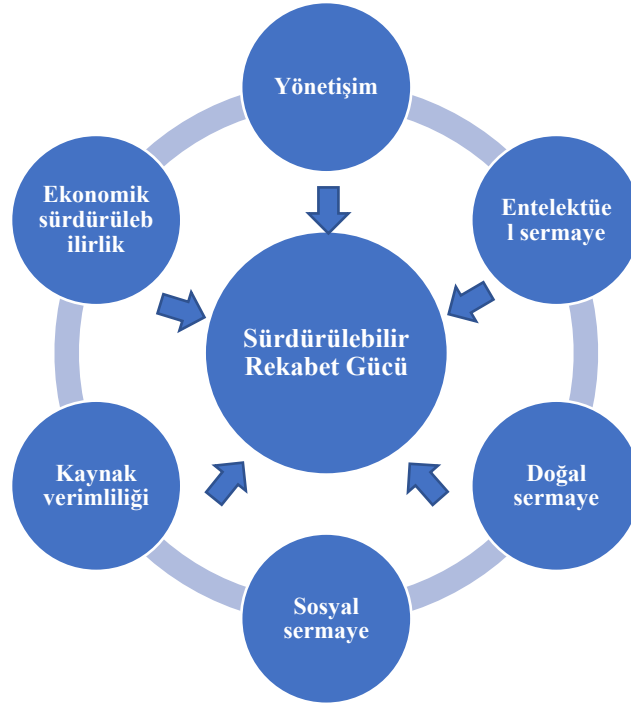 Yönetişim
Ekonomik
sürdürüleb
ilirlik
Entelektüe
l sermaye
Sürdürülebilir
Rekabet Gücü
Kaynak
verimliliği
Doğal
sermaye
Sosyal
sermaye